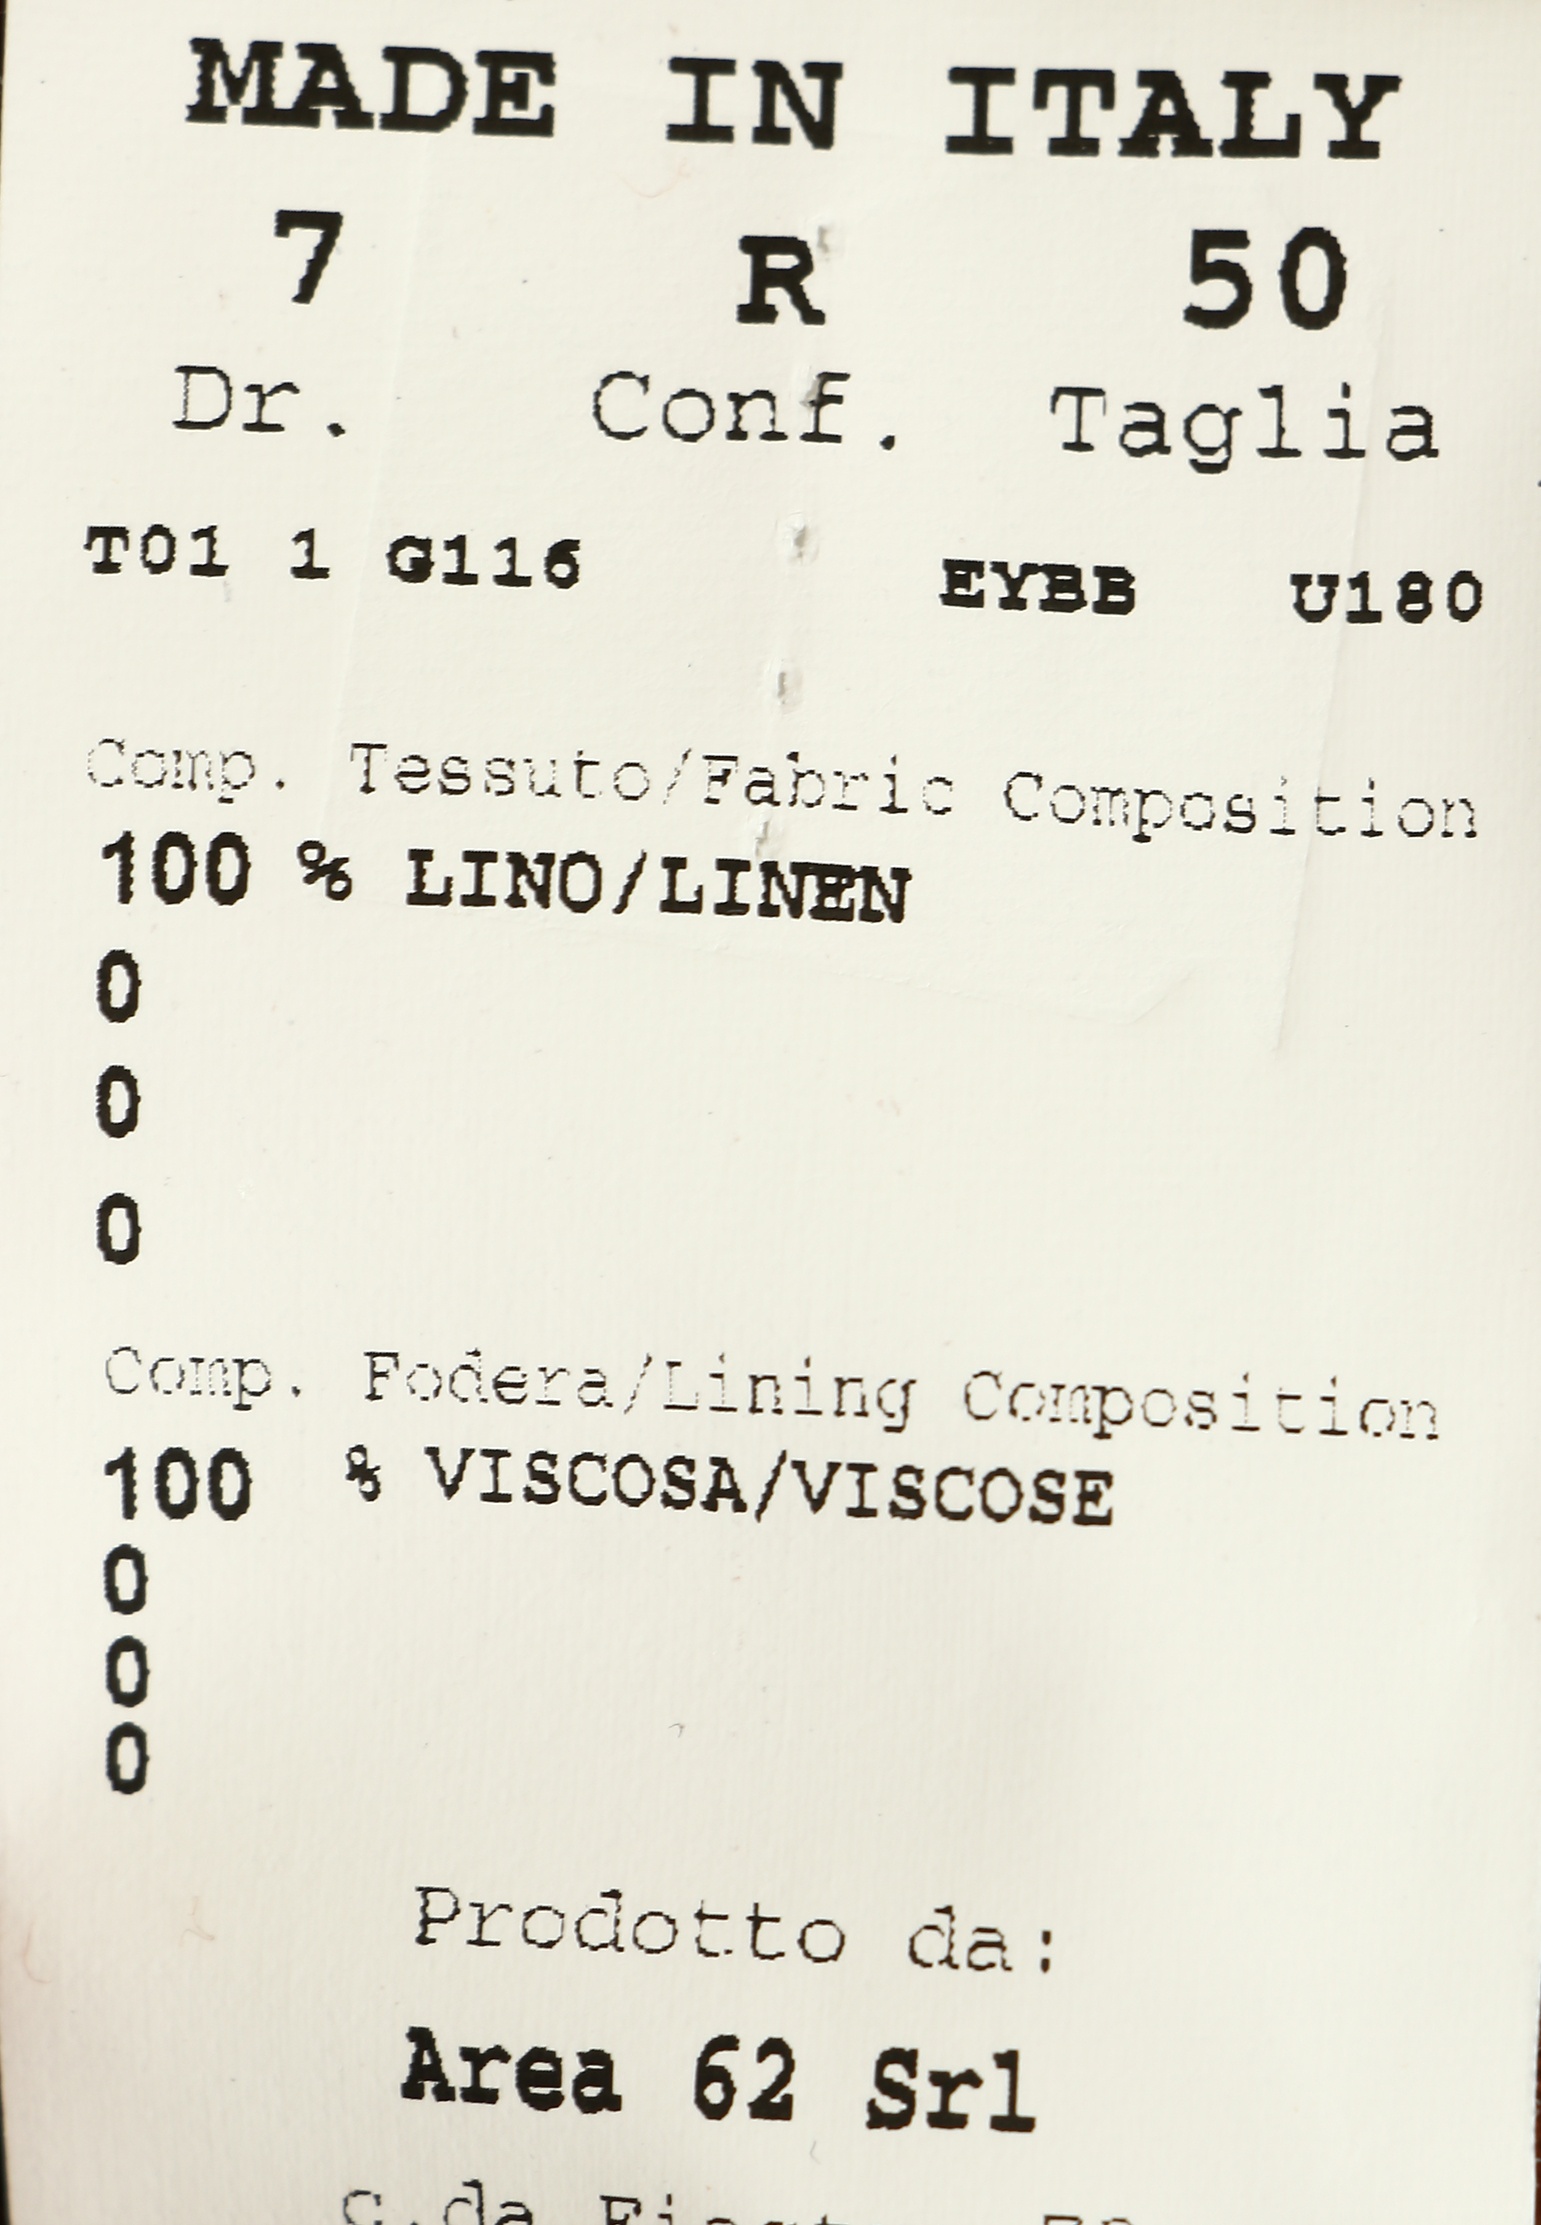 MADE IN ITALY
7 R 50
Dr. Conf. Taglia
T01 1 G116 EYBB U180
Comp. Tessuto/Fabric Composition
100 % LINO/LINEN
0
0
0
Comp. Fodera/Lining Composition
100 % VISCOSA/VISCOSE
0
0
0
Prodotto da:
Area 62 Srl
C.da